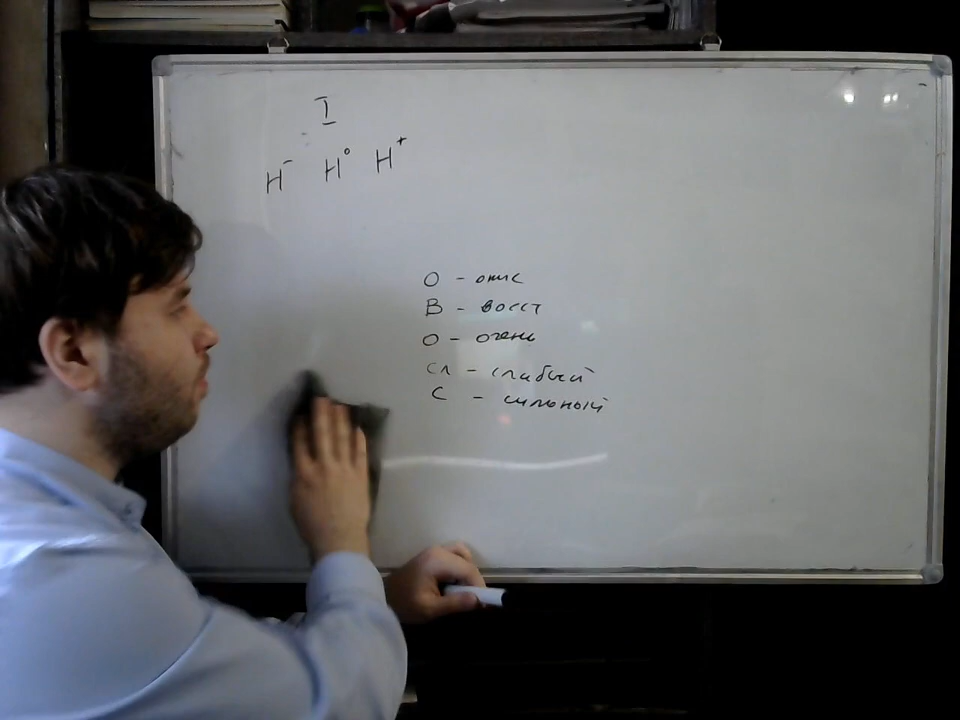 I
H⁻ H⁰ H⁺
О - окис
В - восст
О - очень
Сл - слабый
С - сильный